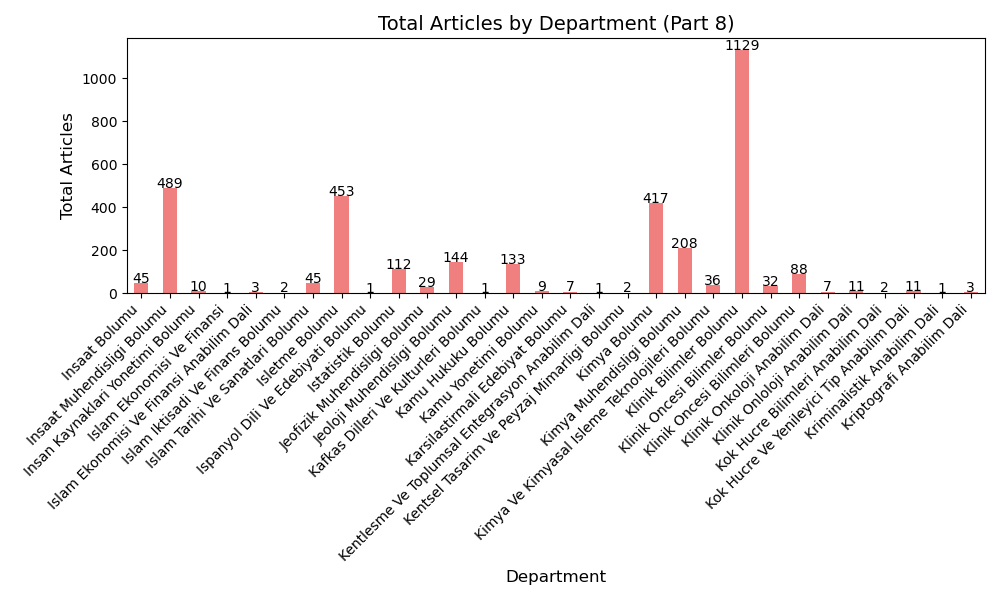 Total Articles by Department (Part 8)
Total Articles
1000
800
600
400
200
0
45
489
10
1
3
2
45
453
1
112
29
144
1
133
9
7
1
2
417
208
36
1129
32
88
7
11
2
11
1
3
Insaat Bolumu
Insaat Muhendisligi Bolumu
Insan Kaynaklari Yonetimi Bolumu
Islam Ekonomisi Ve Finansi
Islam Ekonomisi Ve Finansi Anabilim Dali
Islam Iktisadi Ve Finans Bolumu
Islam Tarihi Ve Sanatlari Bolumu
Isletme Bolumu
Ispanyol Dili Ve Edebiyati Bolumu
Istatistik Bolumu
Jeofizik Muhendisligi Bolumu
Jeoloji Muhendisligi Bolumu
Kafkas Dilleri Ve Kulturleri Bolumu
Kamu Hukuku Bolumu
Kamu Yonetimi Bolumu
Karsilastirmali Edebiyat Bolumu
Kentlesme Ve Toplumsal Entegrasyon Anabilim Dali
Kentsel Tasarim Ve Peyzaj Mimarligi Bolumu
Kimya Bolumu
Kimya Muhendisligi Bolumu
Kimya Ve Kimyasal Isleme Teknolojileri Bolumu
Klinik Bilimler Bolumu
Klinik Oncesi Bilimler Bolumu
Klinik Oncesi Bilimleri Bolumu
Klinik Onkoloji Anabilim Dali
Klinik Onloloji Anabilim Dali
Kok Hucre Bilimleri Anabilim Dali
Kok Hucre Ve Yenileyici Tip Anabilim Dali
Kriminalistik Anabilim Dali
Kriptografi Anabilim Dali
Department